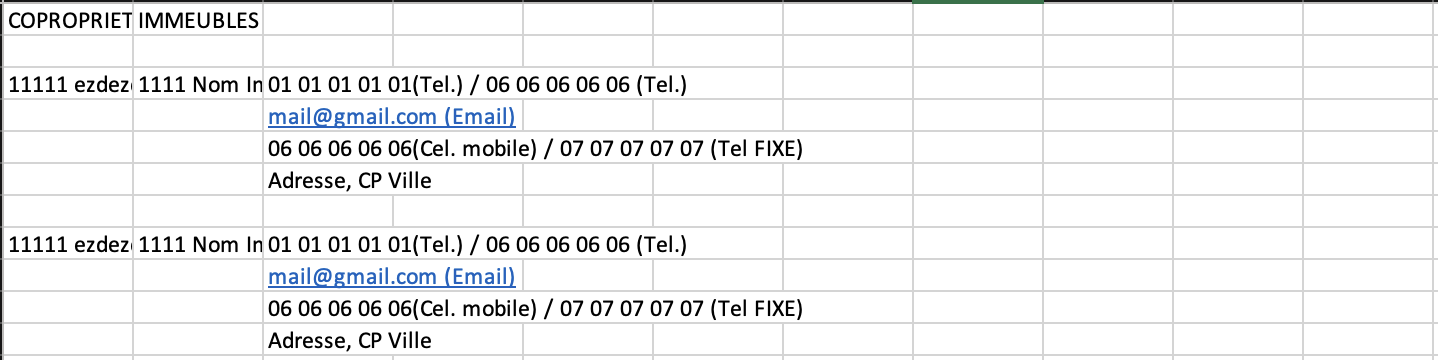 COPROPRIET IMMEUBLES
11111 ezdez 1111 Nom In 01 01 01 01 01(Tel.) / 06 06 06 06 06 (Tel.)
mail@gmail.com (Email)
06 06 06 06 06(Cel. mobile) / 07 07 07 07 07 (Tel FIXE)
Adresse, CP Ville
11111 ezdez 1111 Nom In 01 01 01 01 01(Tel.) / 06 06 06 06 06 (Tel.)
mail@gmail.com (Email)
06 06 06 06 06(Cel. mobile) / 07 07 07 07 07 (Tel FIXE)
Adresse, CP Ville